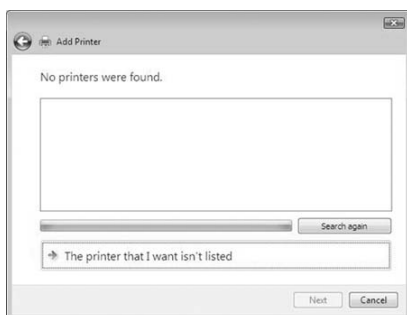 Add Printer
No printers were found.
Search again
The printer that I want isn't listed
Next
Cancel